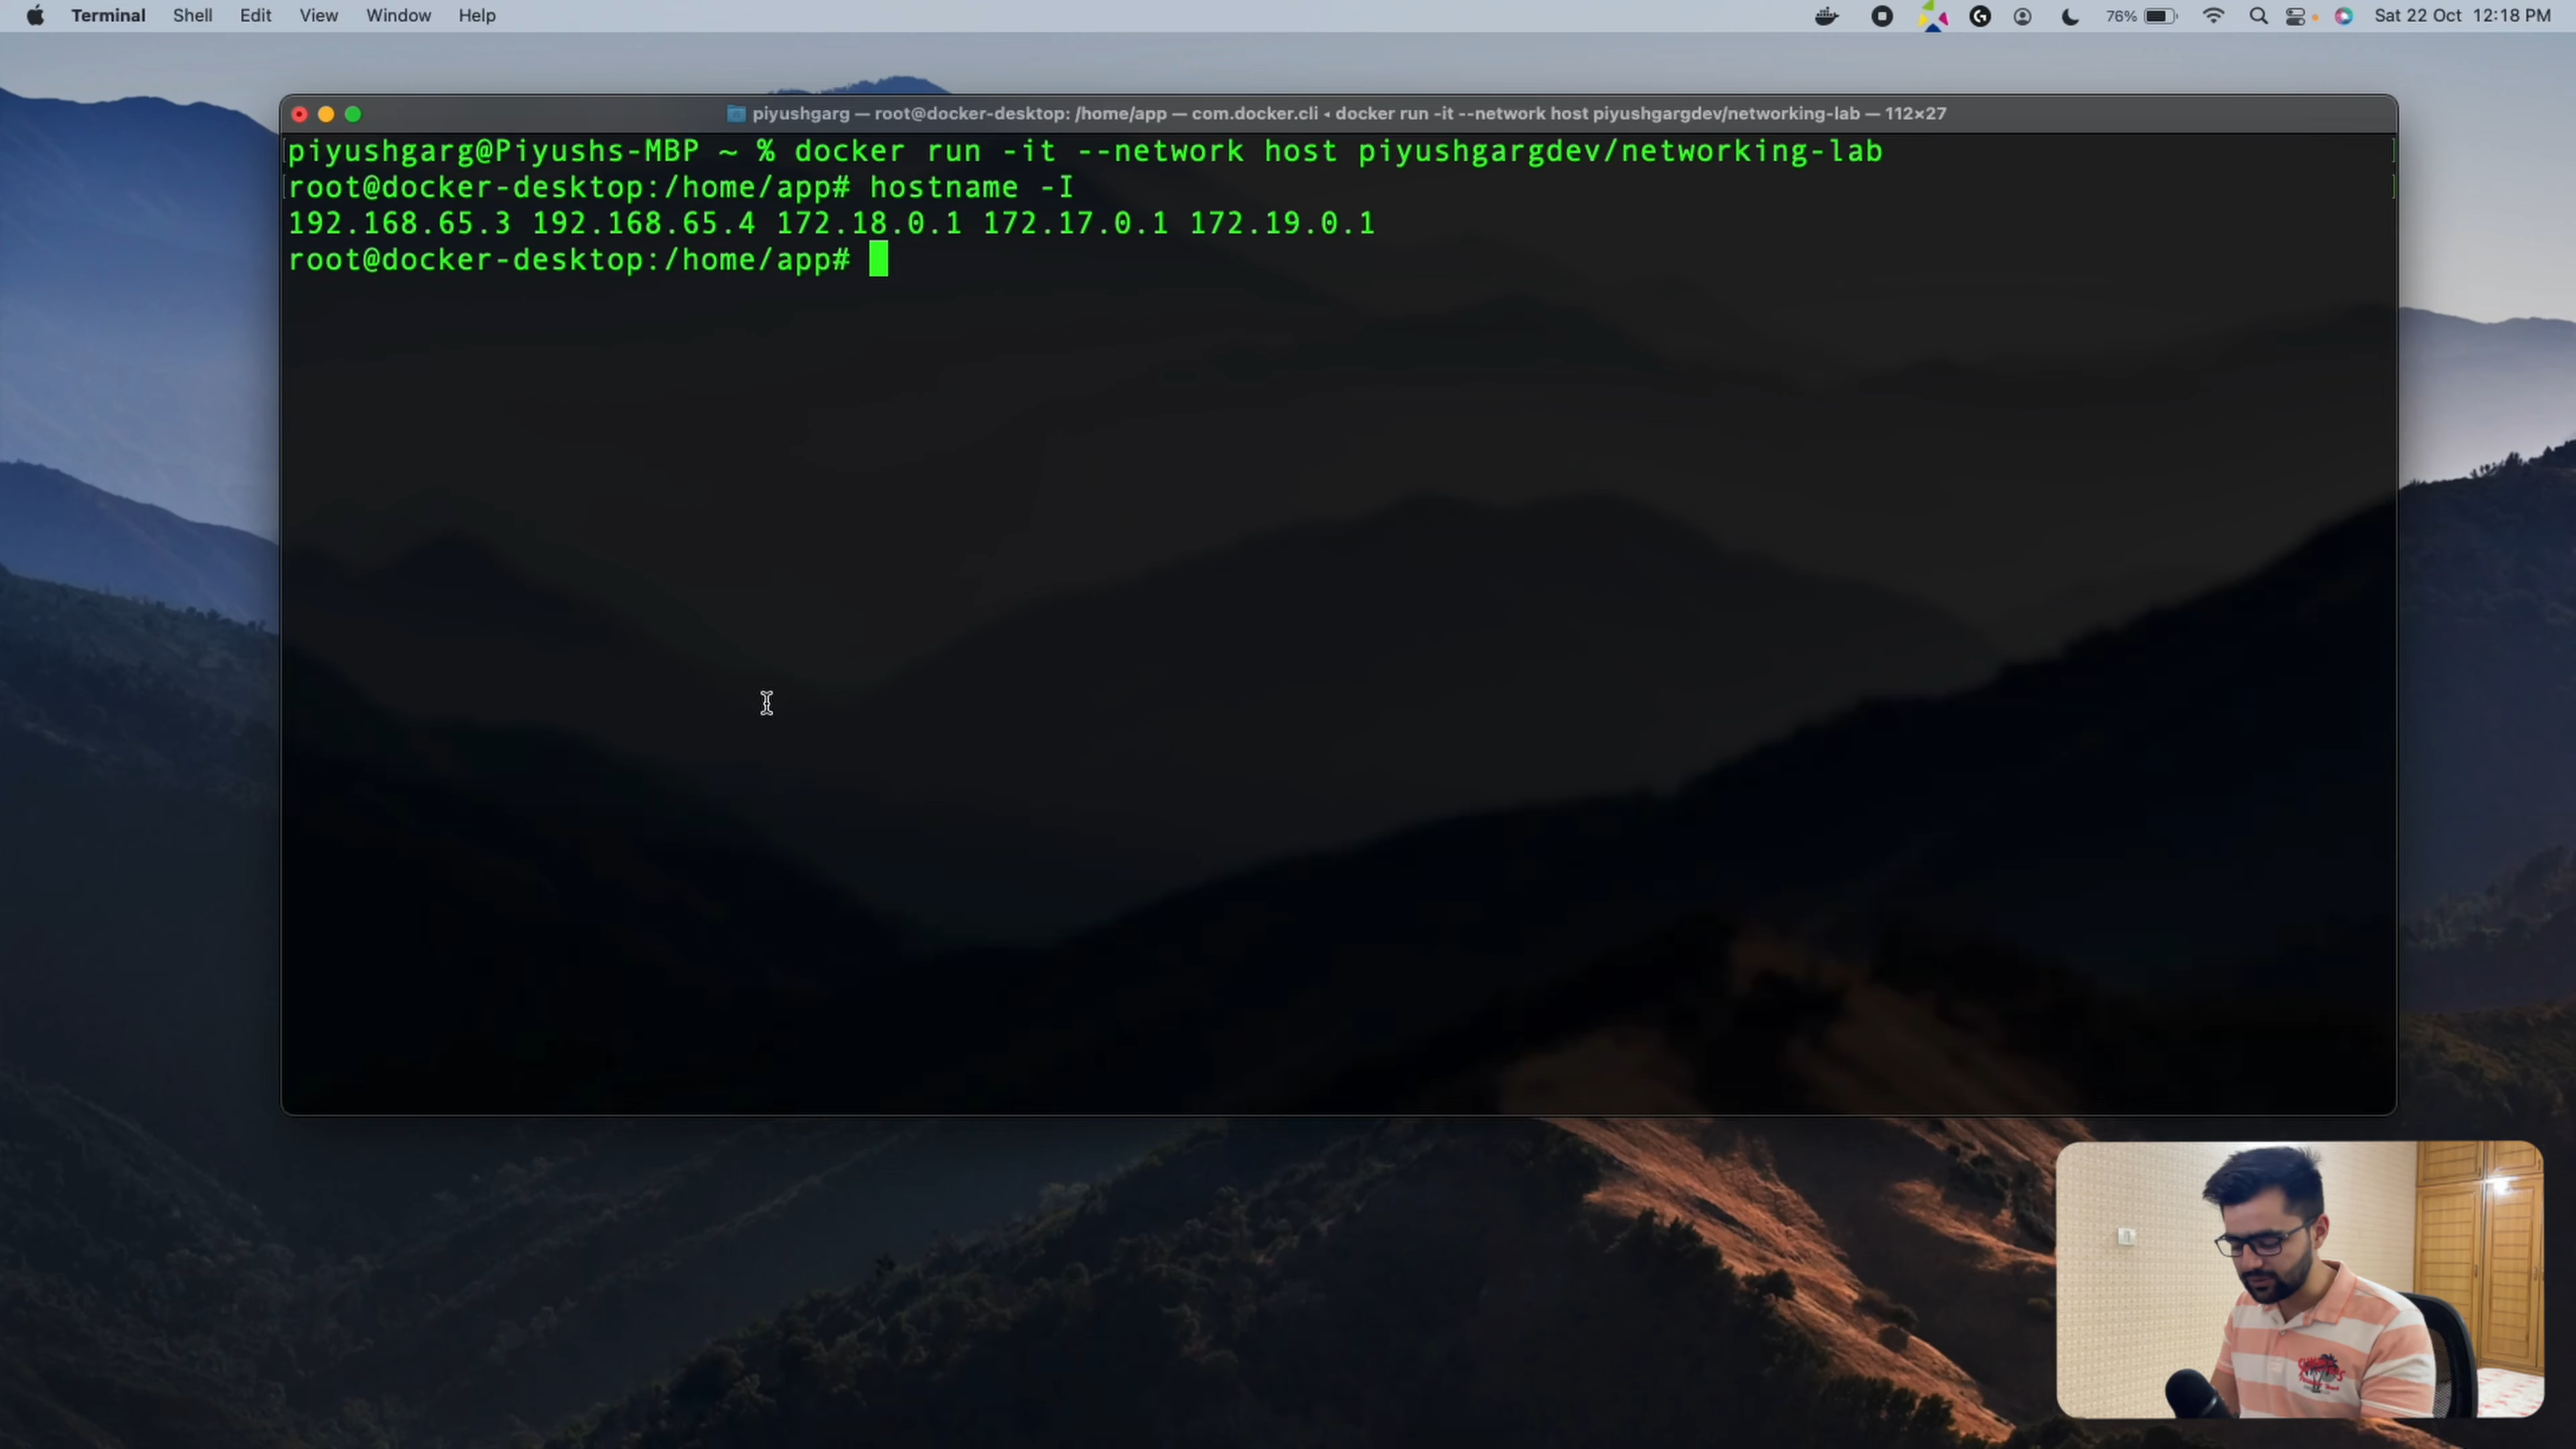 Terminal Shell Edit View Window Help 76% Sat 22 Oct 12:18 PM
piyushgarg — root@docker-desktop: /home/app — com.docker.cli ◂ docker run -it --network host piyushgargdev/networking-lab — 112×27
piyushgarg@Piyushs-MBP ~ % docker run -it --network host piyushgargdev/networking-lab
root@docker-desktop:/home/app# hostname -I
192.168.65.3 192.168.65.4 172.18.0.1 172.17.0.1 172.19.0.1
root@docker-desktop:/home/app#